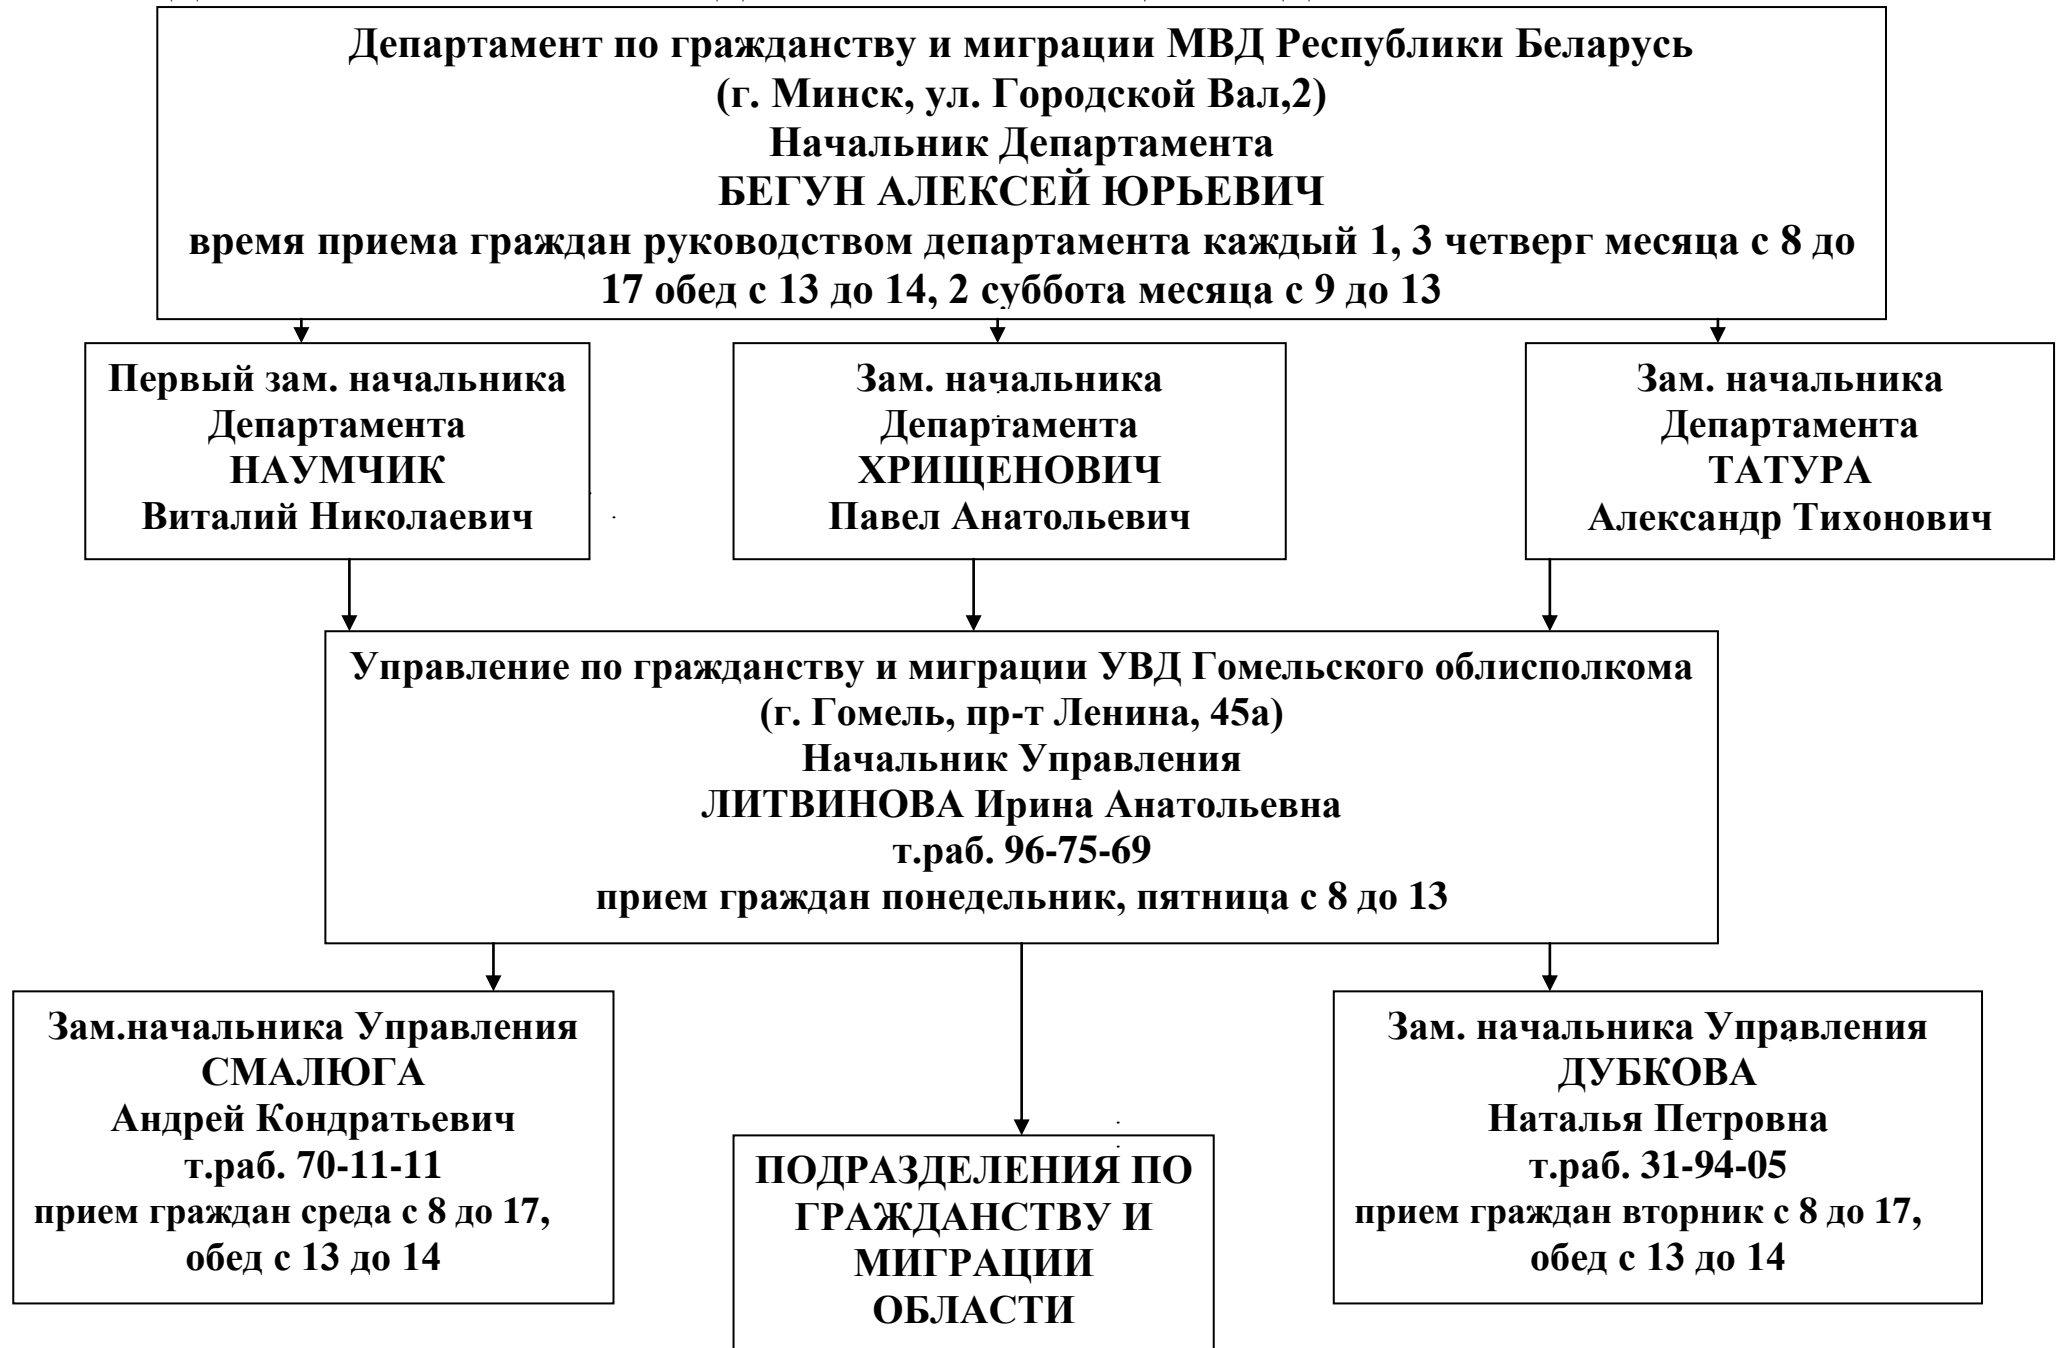 Департамент по гражданству и миграции МВД Республики Беларусь
(г. Минск, ул. Городской Вал,2)
Начальник Департамента
БЕГУН АЛЕКСЕЙ ЮРЬЕВИЧ
время приема граждан руководством департамента каждый 1, 3 четверг месяца с 8 до
17 обед с 13 до 14, 2 суббота месяца с 9 до 13
Первый зам. начальника
Департамента
НАУМЧИК
Виталий Николаевич
Зам. начальника
Департамента
ХРИЩЕНОВИЧ
Павел Анатольевич
Зам. начальника
Департамента
ТАТУРА
Александр Тихонович
Управление по гражданству и миграции УВД Гомельского облисполкома
(г. Гомель, пр-т Ленина, 45а)
Начальник Управления
ЛИТВИНОВА Ирина Анатольевна
т.раб. 96-75-69
прием граждан понедельник, пятница с 8 до 13
Зам.начальника Управления
СМАЛЮГА
Андрей Кондратьевич
т.раб. 70-11-11
прием граждан среда с 8 до 17,
обед с 13 до 14
ПОДРАЗДЕЛЕНИЯ ПО
ГРАЖДАНСТВУ И
МИГРАЦИИ
ОБЛАСТИ
Зам. начальника Управления
ДУБКОВА
Наталья Петровна
т.раб. 31-94-05
прием граждан вторник с 8 до 17,
обед с 13 до 14